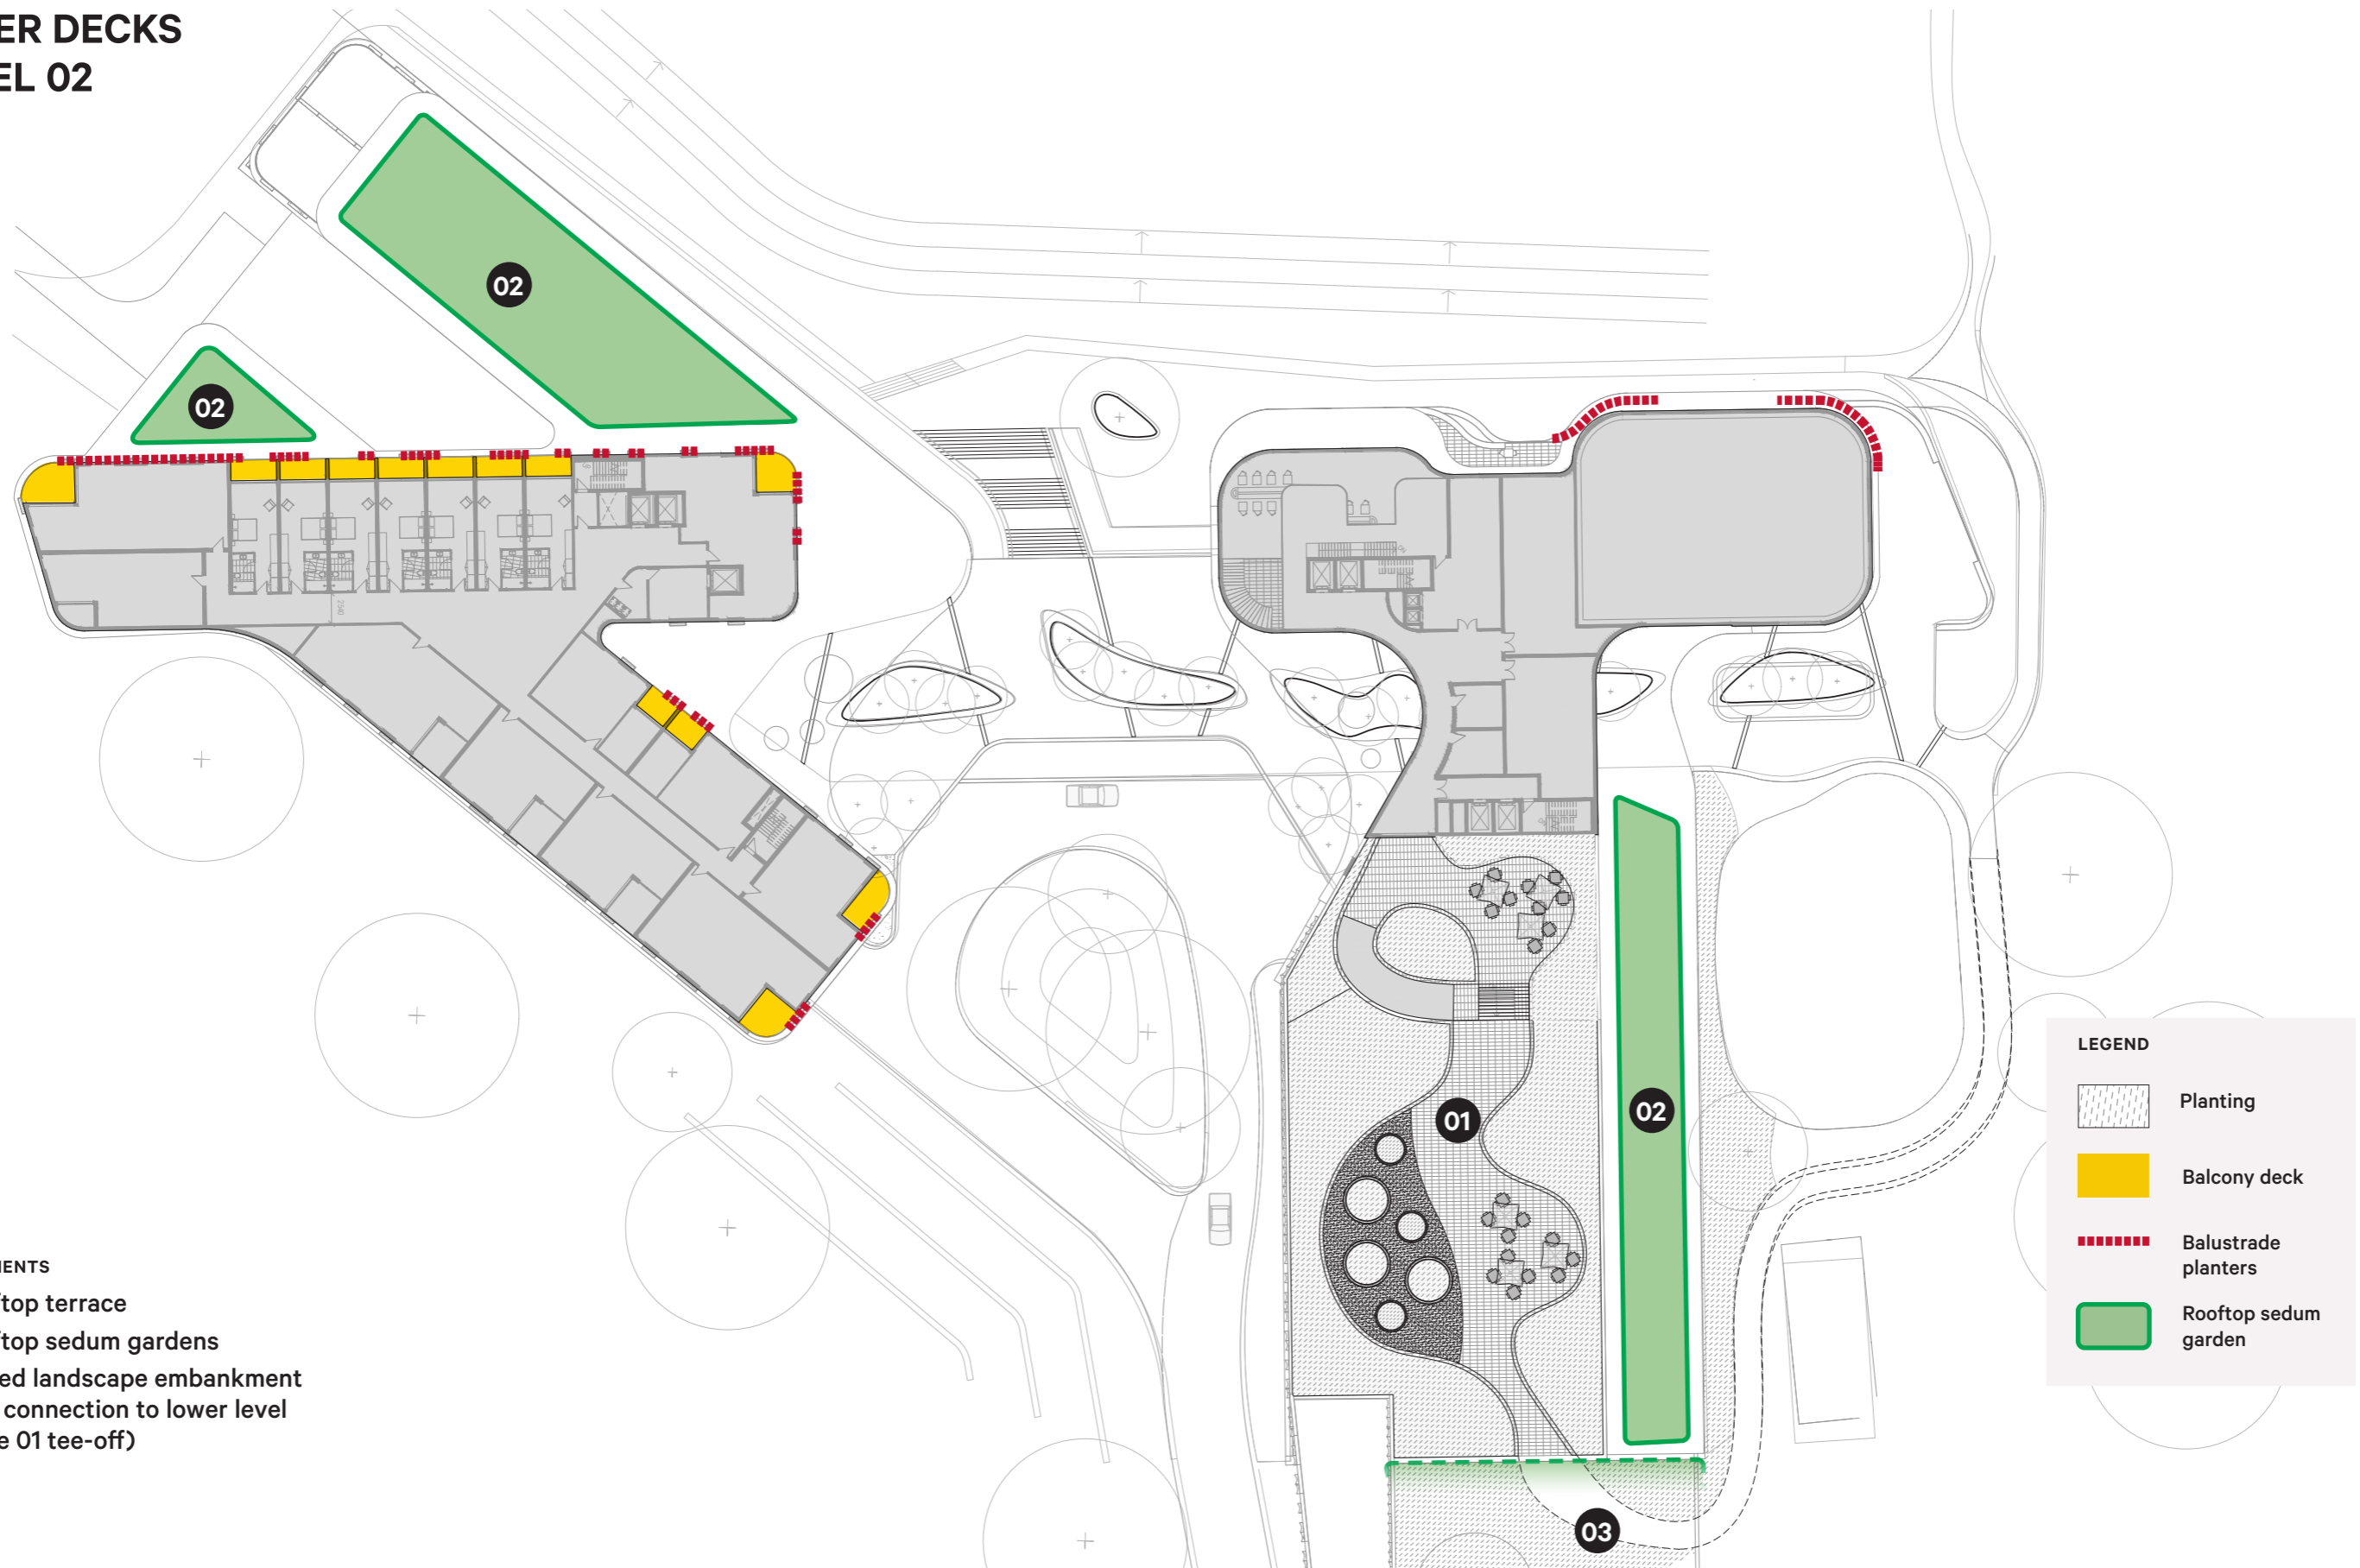 ER DECKS
EL 02
02
02
2340
01
02
03
LEGEND
Planting
Balcony deck
Balustrade
planters
Rooftop sedum
garden
IENTS
ftop terrace
ftop sedum gardens
ed landscape embankment
connection to lower level
e 01 tee-off)